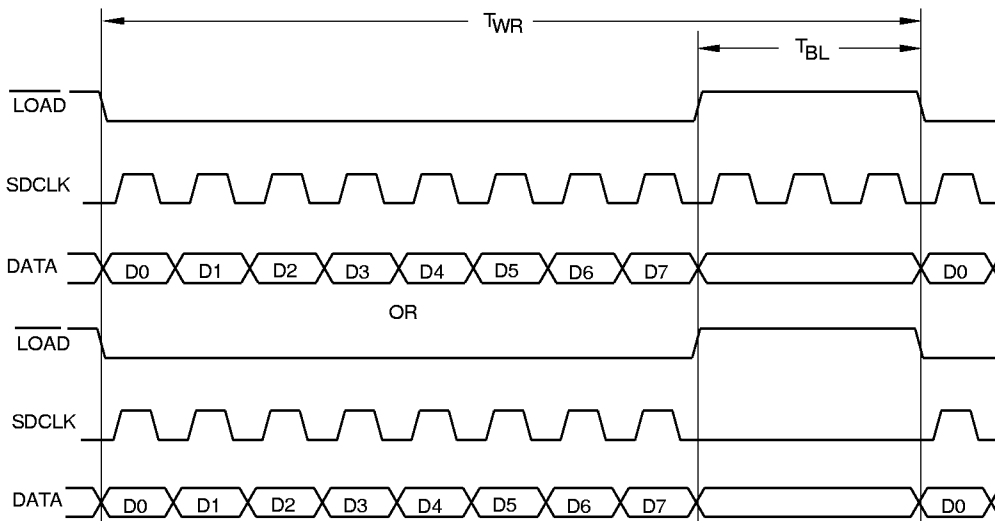 TWR
TBL
LOAD
SDCLK
DATA D0 D1 D2 D3 D4 D5 D6 D7 D0
OR
LOAD
SDCLK
DATA D0 D1 D2 D3 D4 D5 D6 D7 D0